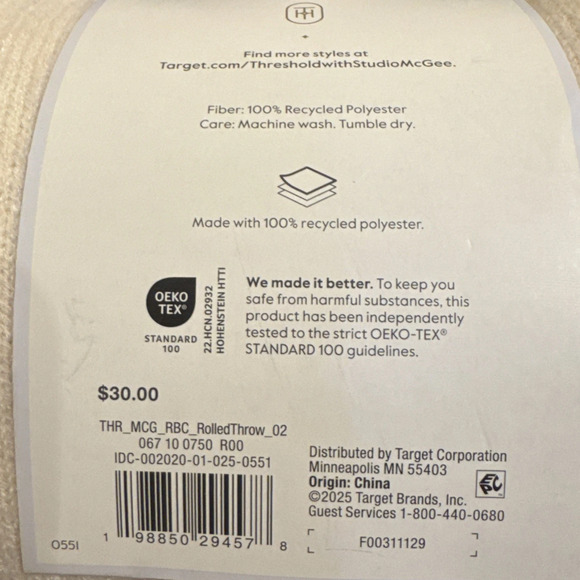 Find more styles at
Target.com/ThresholdwithStudioMcGee.
Fiber: 100% Recycled Polyester
Care: Machine wash. Tumble dry.
Made with 100% recycled polyester.
OEKO
TEX®
STANDARD
100
22.HCN.02932
HOHENSTEIN HTTI
We made it better. To keep you
safe from harmful substances, this
product has been independently
tested to the strict OEKO-TEX®
STANDARD 100 guidelines.
$30.00
THR_MCG_RBC_RolledThrow_02
067 10 0750 R00
IDC-002020-01-025-0551
1 98850 29457 8
0551
Distributed by Target Corporation
Minneapolis MN 55403
Origin: China
©2025 Target Brands, Inc.
Guest Services 1-800-440-0680
EPC
F00311129